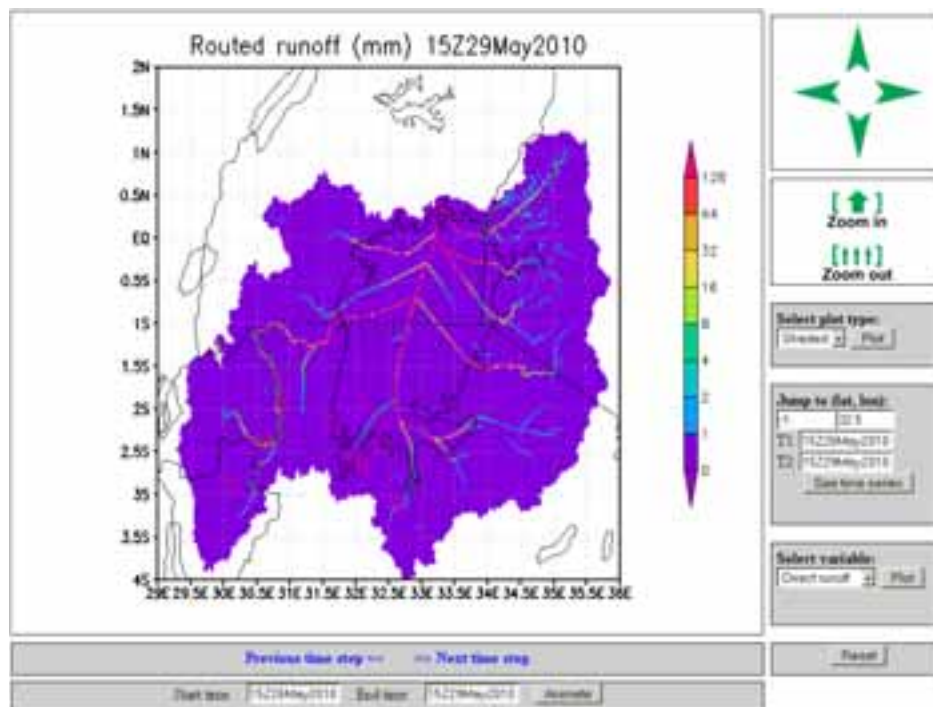 Routed runoff (mm) 15Z29May2010
2N
1.5N
1N
0.5N
EQ
0.5S
1S
1.5S
2S
2.5S
3S
3.5S
4S
29E 29.5E 30E 30.5E 31E 31.5E 32E 32.5E 33E 33.5E 34E 34.5E 35E 35.5E 36E
128
64
32
16
8
4
2
1
0
Zoom in
Zoom out
Select plot type:
Shaded Plot
Jump to (lat, lon):
-1 32.5
T1: 15Z29May2010
T2: 15Z29May2010
See time series
Select variable:
Direct runoff Plot
Reset
Previous time step <= => Next time step
Start time 15Z29May2010 End time 15Z29May2010 Animate